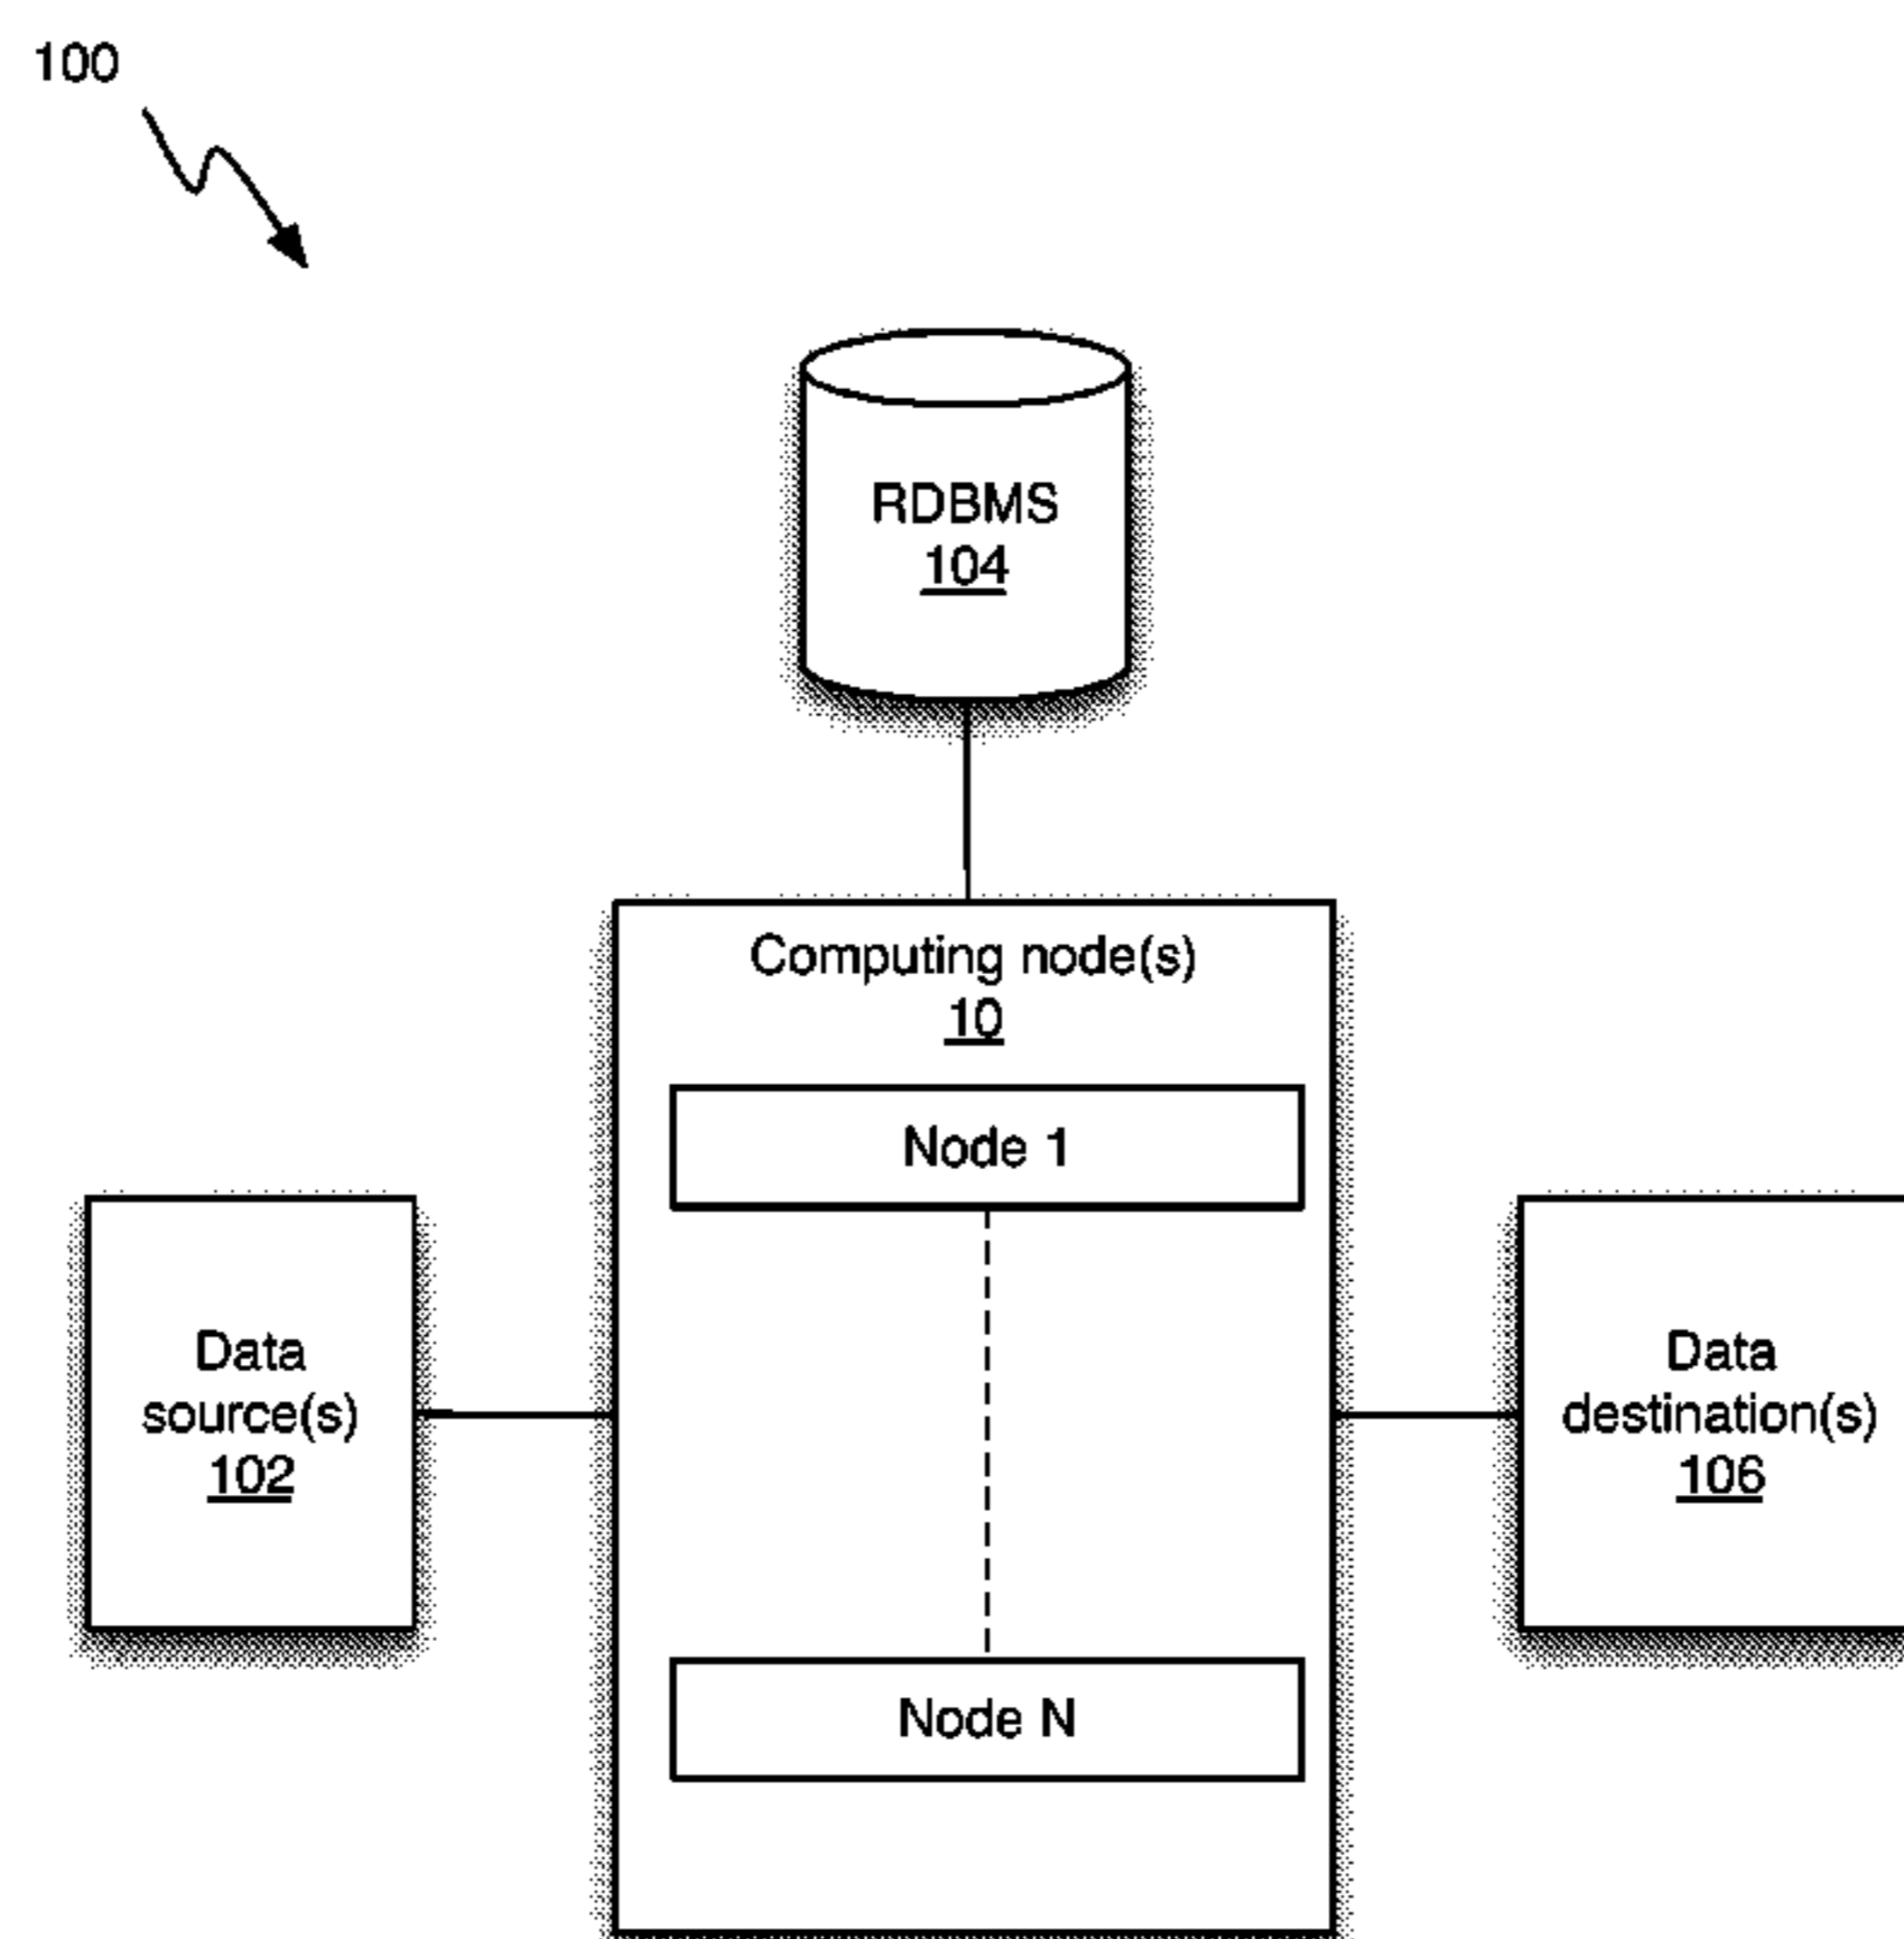 100
RDBMS
104
Computing node(s)
10
Node 1
Data
source(s)
102
Data
destination(s)
106
Node N